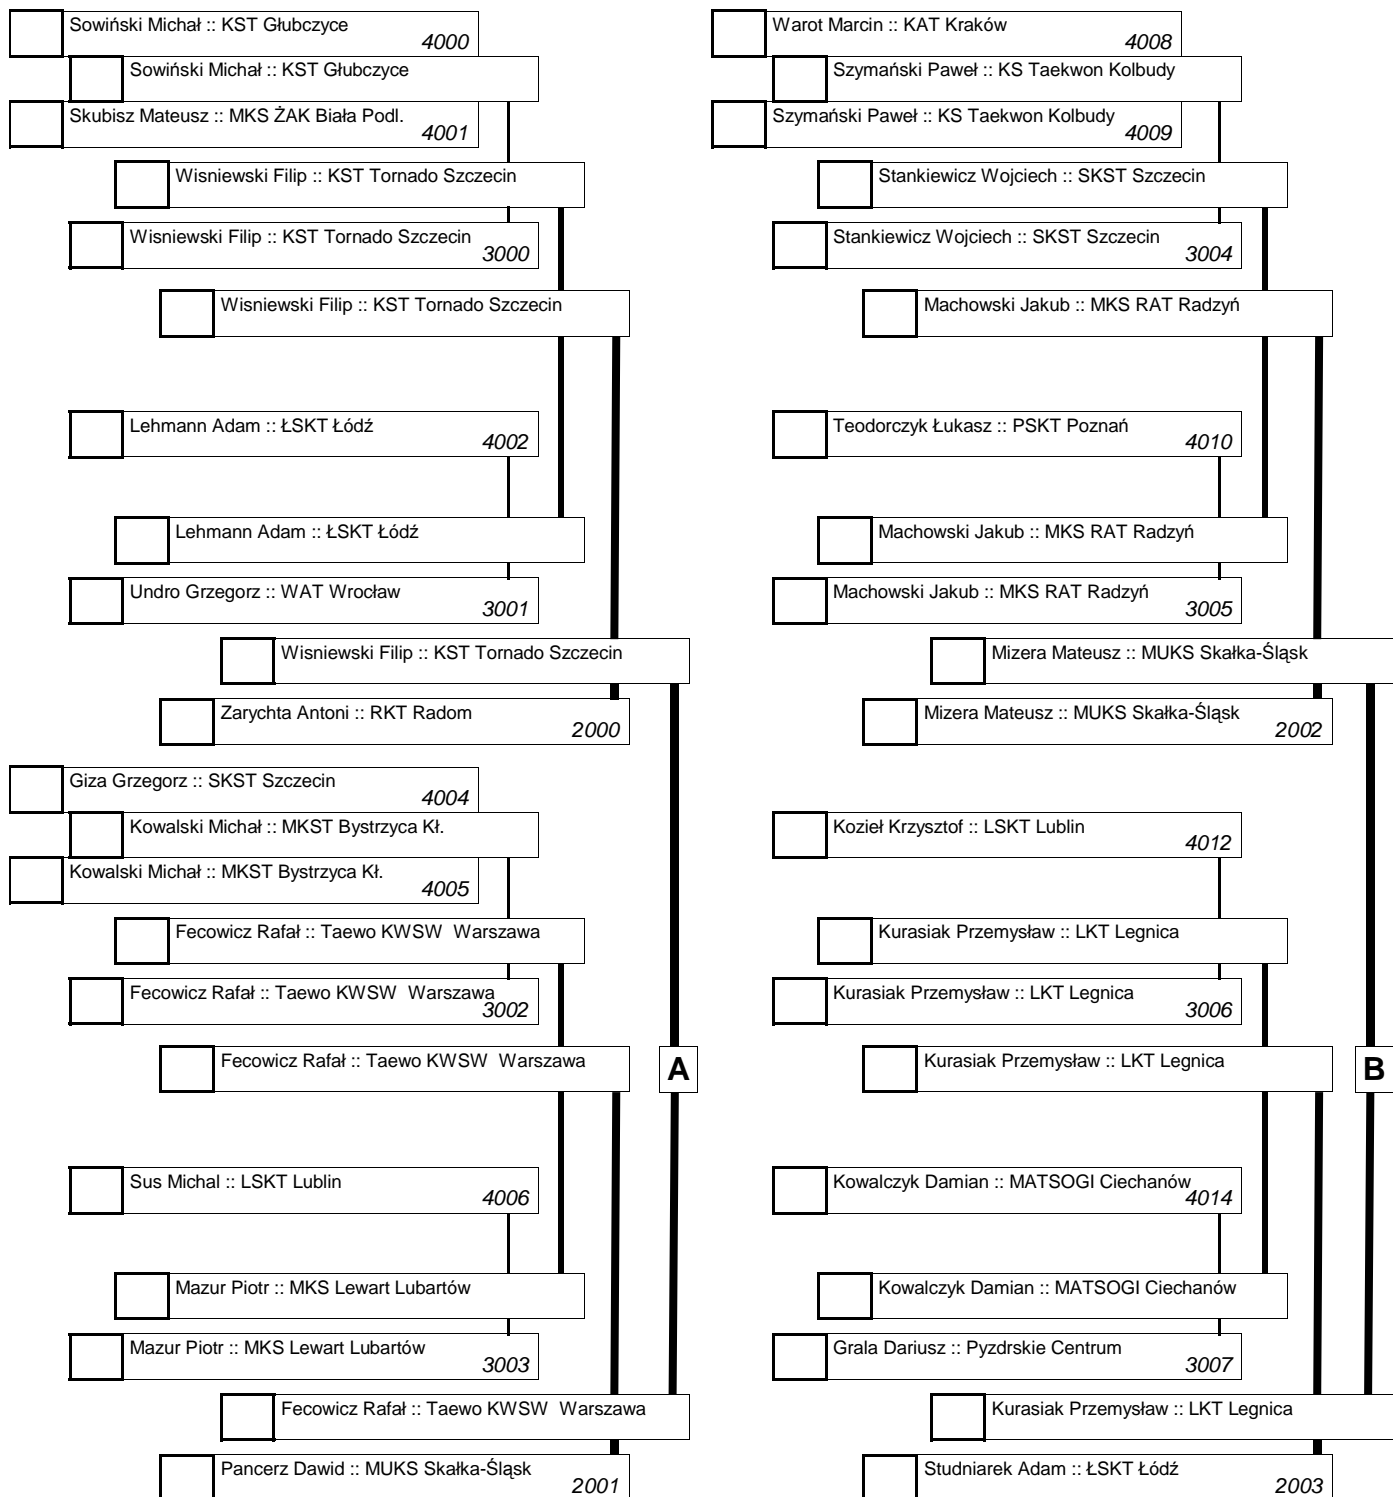 Sowiński Michał :: KST Głubczyce
4000
Sowiński Michał :: KST Głubczyce
Skubisz Mateusz :: MKS ŻAK Biała Podl.
4001
Wisniewski Filip :: KST Tornado Szczecin
Wisniewski Filip :: KST Tornado Szczecin
3000
Wisniewski Filip :: KST Tornado Szczecin
Lehmann Adam :: ŁSKT Łódź
4002
Lehmann Adam :: ŁSKT Łódź
Undro Grzegorz :: WAT Wrocław
3001
Wisniewski Filip :: KST Tornado Szczecin
Zarychta Antoni :: RKT Radom
2000
Giza Grzegorz :: SKST Szczecin
4004
Kowalski Michał :: MKST Bystrzyca Kł.
Kowalski Michał :: MKST Bystrzyca Kł.
4005
Fecowicz Rafał :: Taewo KWSW Warszawa
Fecowicz Rafał :: Taewo KWSW Warszawa
3002
Fecowicz Rafał :: Taewo KWSW Warszawa
A
Sus Michal :: LSKT Lublin
4006
Mazur Piotr :: MKS Lewart Lubartów
Mazur Piotr :: MKS Lewart Lubartów
3003
Fecowicz Rafał :: Taewo KWSW Warszawa
Pancerz Dawid :: MUKS Skałka-Śląsk
2001
Warot Marcin :: KAT Kraków
4008
Szymański Paweł :: KS Taekwon Kolbudy
Szymański Paweł :: KS Taekwon Kolbudy
4009
Stankiewicz Wojciech :: SKST Szczecin
Stankiewicz Wojciech :: SKST Szczecin
3004
Machowski Jakub :: MKS RAT Radzyń
Teodorczyk Łukasz :: PSKT Poznań
4010
Machowski Jakub :: MKS RAT Radzyń
Machowski Jakub :: MKS RAT Radzyń
3005
Mizera Mateusz :: MUKS Skałka-Śląsk
Mizera Mateusz :: MUKS Skałka-Śląsk
2002
Kozieł Krzysztof :: LSKT Lublin
4012
Kurasiak Przemysław :: LKT Legnica
Kurasiak Przemysław :: LKT Legnica
3006
Kurasiak Przemysław :: LKT Legnica
B
Kowalczyk Damian :: MATSOGI Ciechanów
4014
Kowalczyk Damian :: MATSOGI Ciechanów
Grala Dariusz :: Pyzdrskie Centrum
3007
Kurasiak Przemysław :: LKT Legnica
Studniarek Adam :: ŁSKT Łódź
2003